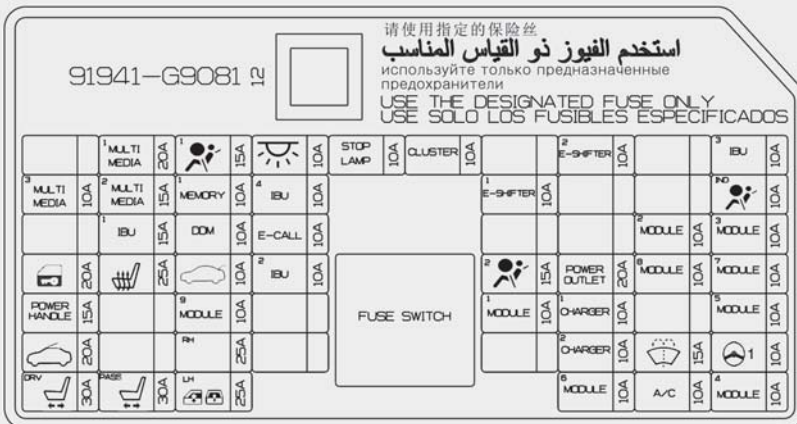 91941-G9081 12
请使用指定的保险丝
استخدم الفيوز ذو القياس المناسب
используйте только предназначенные
предохранители
USE THE DESIGNATED FUSE ONLY
USE SOLO LOS FUSIBLES ESPECIFICADOS
1 MULTI MEDIA 20A 1 15A 10A STOP LAMP 10A CLUSTER 10A 2 E-SHIFTER 10A 3 IBU 10A
3 MULTI MEDIA 10A 2 MULTI MEDIA 15A 1 MEMORY 10A 4 IBU 10A 1 E-SHIFTER 10A IND 10A
1 IBU 15A DDM 10A E-CALL 10A 2 MODULE 10A 3 MODULE 10A
20A 25A 10A 2 IBU 10A 2 15A POWER OUTLET 20A 8 MODULE 10A 7 MODULE 10A
POWER HANDLE 15A 9 MODULE 10A FUSE SWITCH 1 MODULE 10A 1 CHARGER 10A 5 MODULE 10A
20A RH 25A 2 CHARGER 10A 15A 1 10A
DRV 30A PASS 30A LH 25A 6 MODULE 10A A/C 10A 4 MODULE 10A